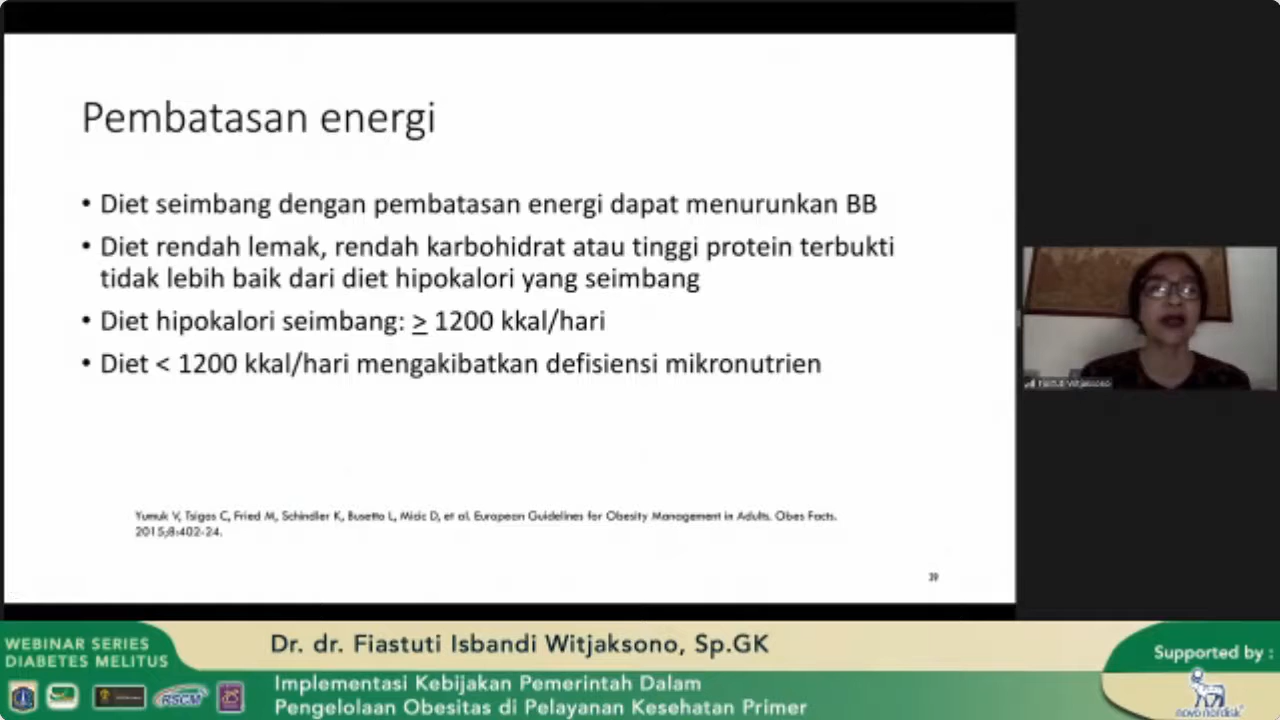 Pembatasan energi
• Diet seimbang dengan pembatasan energi dapat menurunkan BB
• Diet rendah lemak, rendah karbohidrat atau tinggi protein terbukti
tidak lebih baik dari diet hipokalori yang seimbang
• Diet hipokalori seimbang: ≥ 1200 kkal/hari
• Diet < 1200 kkal/hari mengakibatkan defisiensi mikronutrien
Yumuk V, Tsigos C, Fried M, Schindler K, Busetto L, Micic D, et al. European Guidelines for Obesity Management in Adults. Obes Facts.
2015;8:402-24.
39
Fiastuti Witjaksono
WEBINAR SERIES
DIABETES MELITUS
Dr. dr. Fiastuti Isbandi Witjaksono, Sp.GK
Implementasi Kebijakan Pemerintah Dalam
Pengelolaan Obesitas di Pelayanan Kesehatan Primer
Supported by :
RSCM
novo nordisk